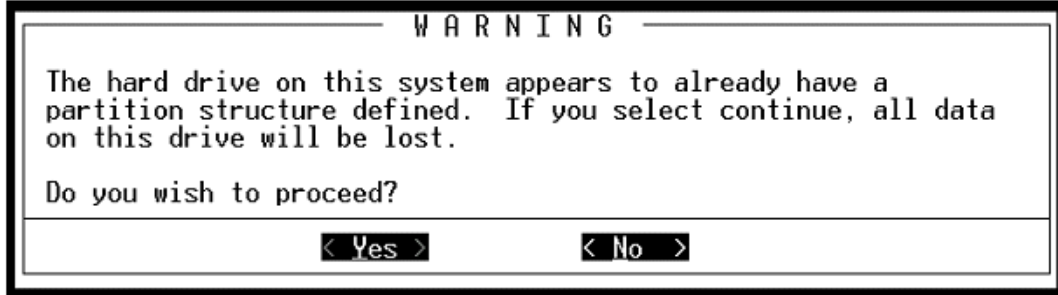 W A R N I N G
The hard drive on this system appears to already have a
partition structure defined.  If you select continue, all data
on this drive will be lost.
Do you wish to proceed?
< Yes >  < No >